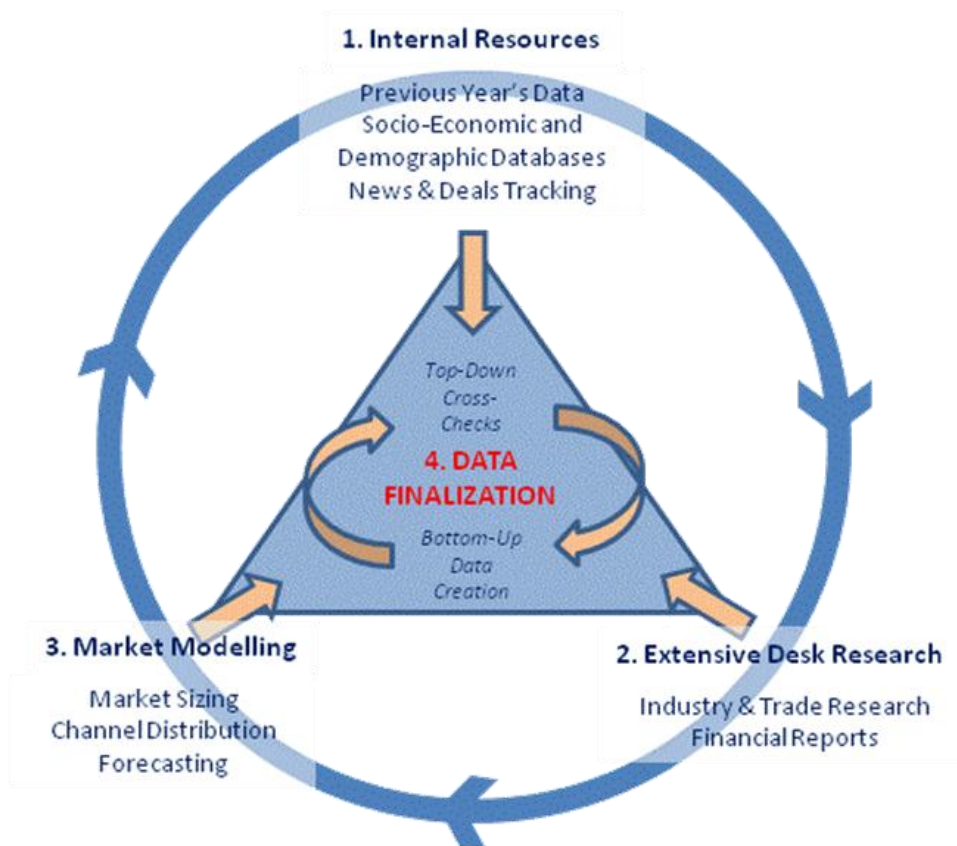 1. Internal Resources
Previous Year's Data
Socio-Economic and
Demographic Databases
News & Deals Tracking
Top-Down
Cross-
Checks
4. DATA
FINALIZATION
Bottom-Up
Data
Creation
3. Market Modelling
Market Sizing
Channel Distribution
Forecasting
2. Extensive Desk Research
Industry & Trade Research
Financial Reports